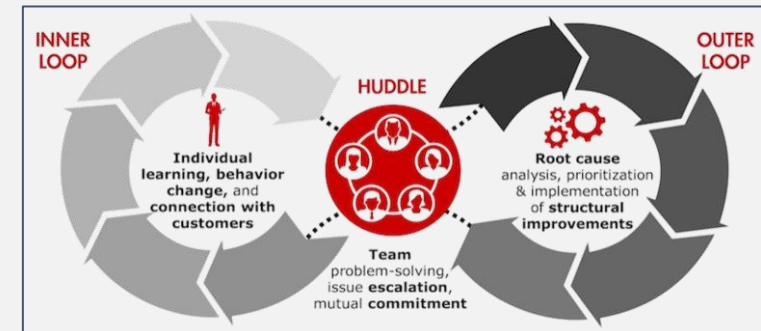 INNER
LOOP
Individual
learning, behavior
change, and
connection with
customers
HUDDLE
Team
problem-solving,
issue escalation,
mutual commitment
OUTER
LOOP
Root cause
analysis, prioritization
& implementation
of structural
improvements